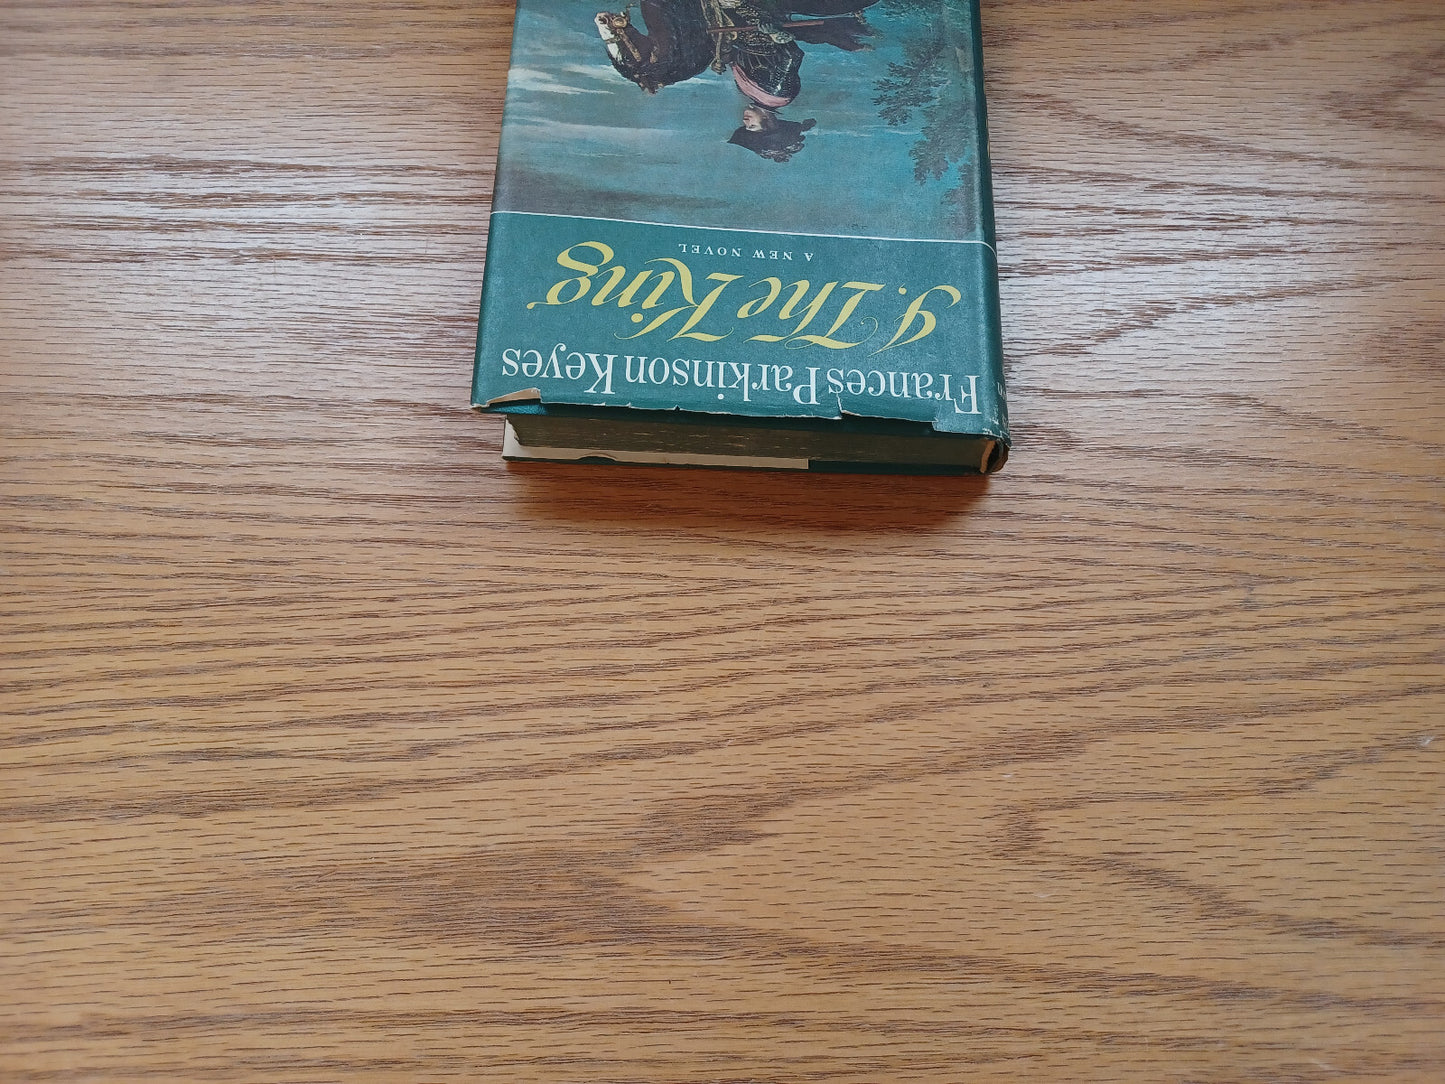 Frances Parkinson Keyes
I, The King
A NEW NOVEL